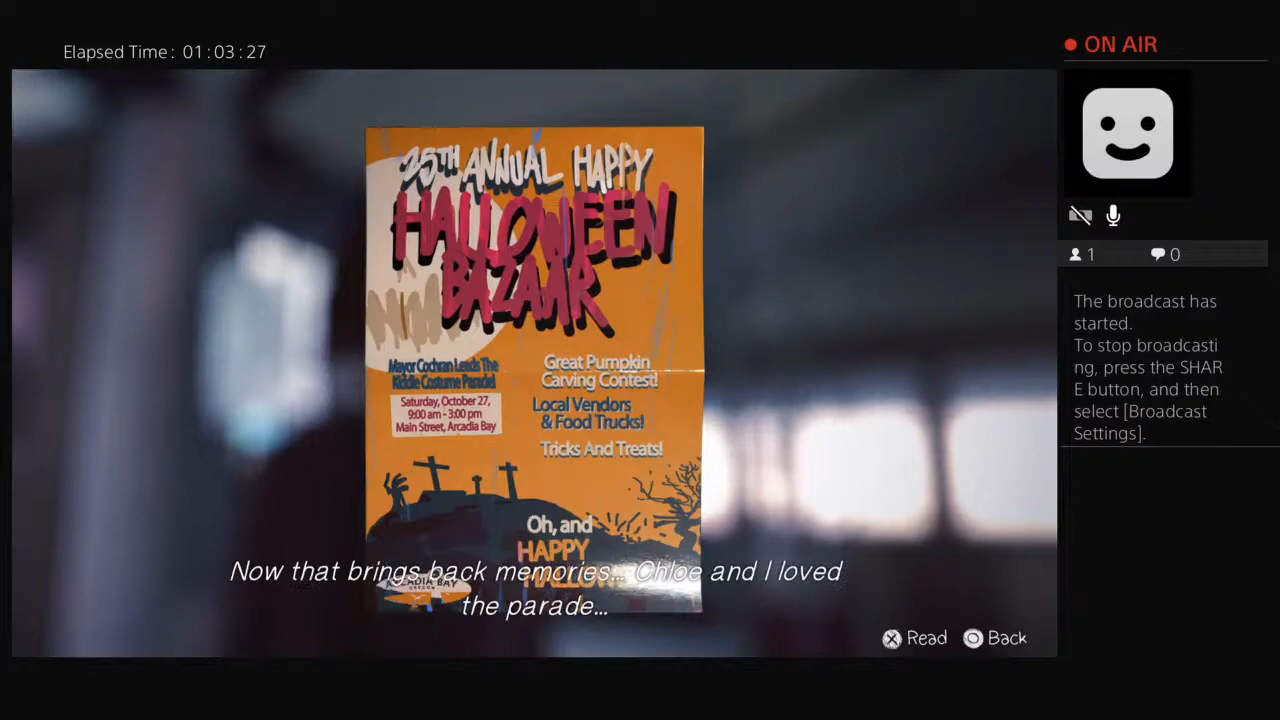 Elapsed Time: 01:03:27
ON AIR
1
0
The broadcast has
started.
To stop broadcasti
ng, press the SHAR
E button, and then
select [Broadcast
Settings].
25TH ANNUAL HAPPY
HALLOWEEN
BAZAAR
Mayor Cochran Leads The
Kiddie Costume Parade!
Saturday, October 27,
9:00 am - 3:00 pm
Main Street, Arcadia Bay
Great Pumpkin
Carving Contest!
Local Vendors
& Food Trucks!
Tricks And Treats!
Oh, and
HAPPY
ARCADIA BAY
Now that brings back memories... Chloe and I loved
the parade...
Read
Back